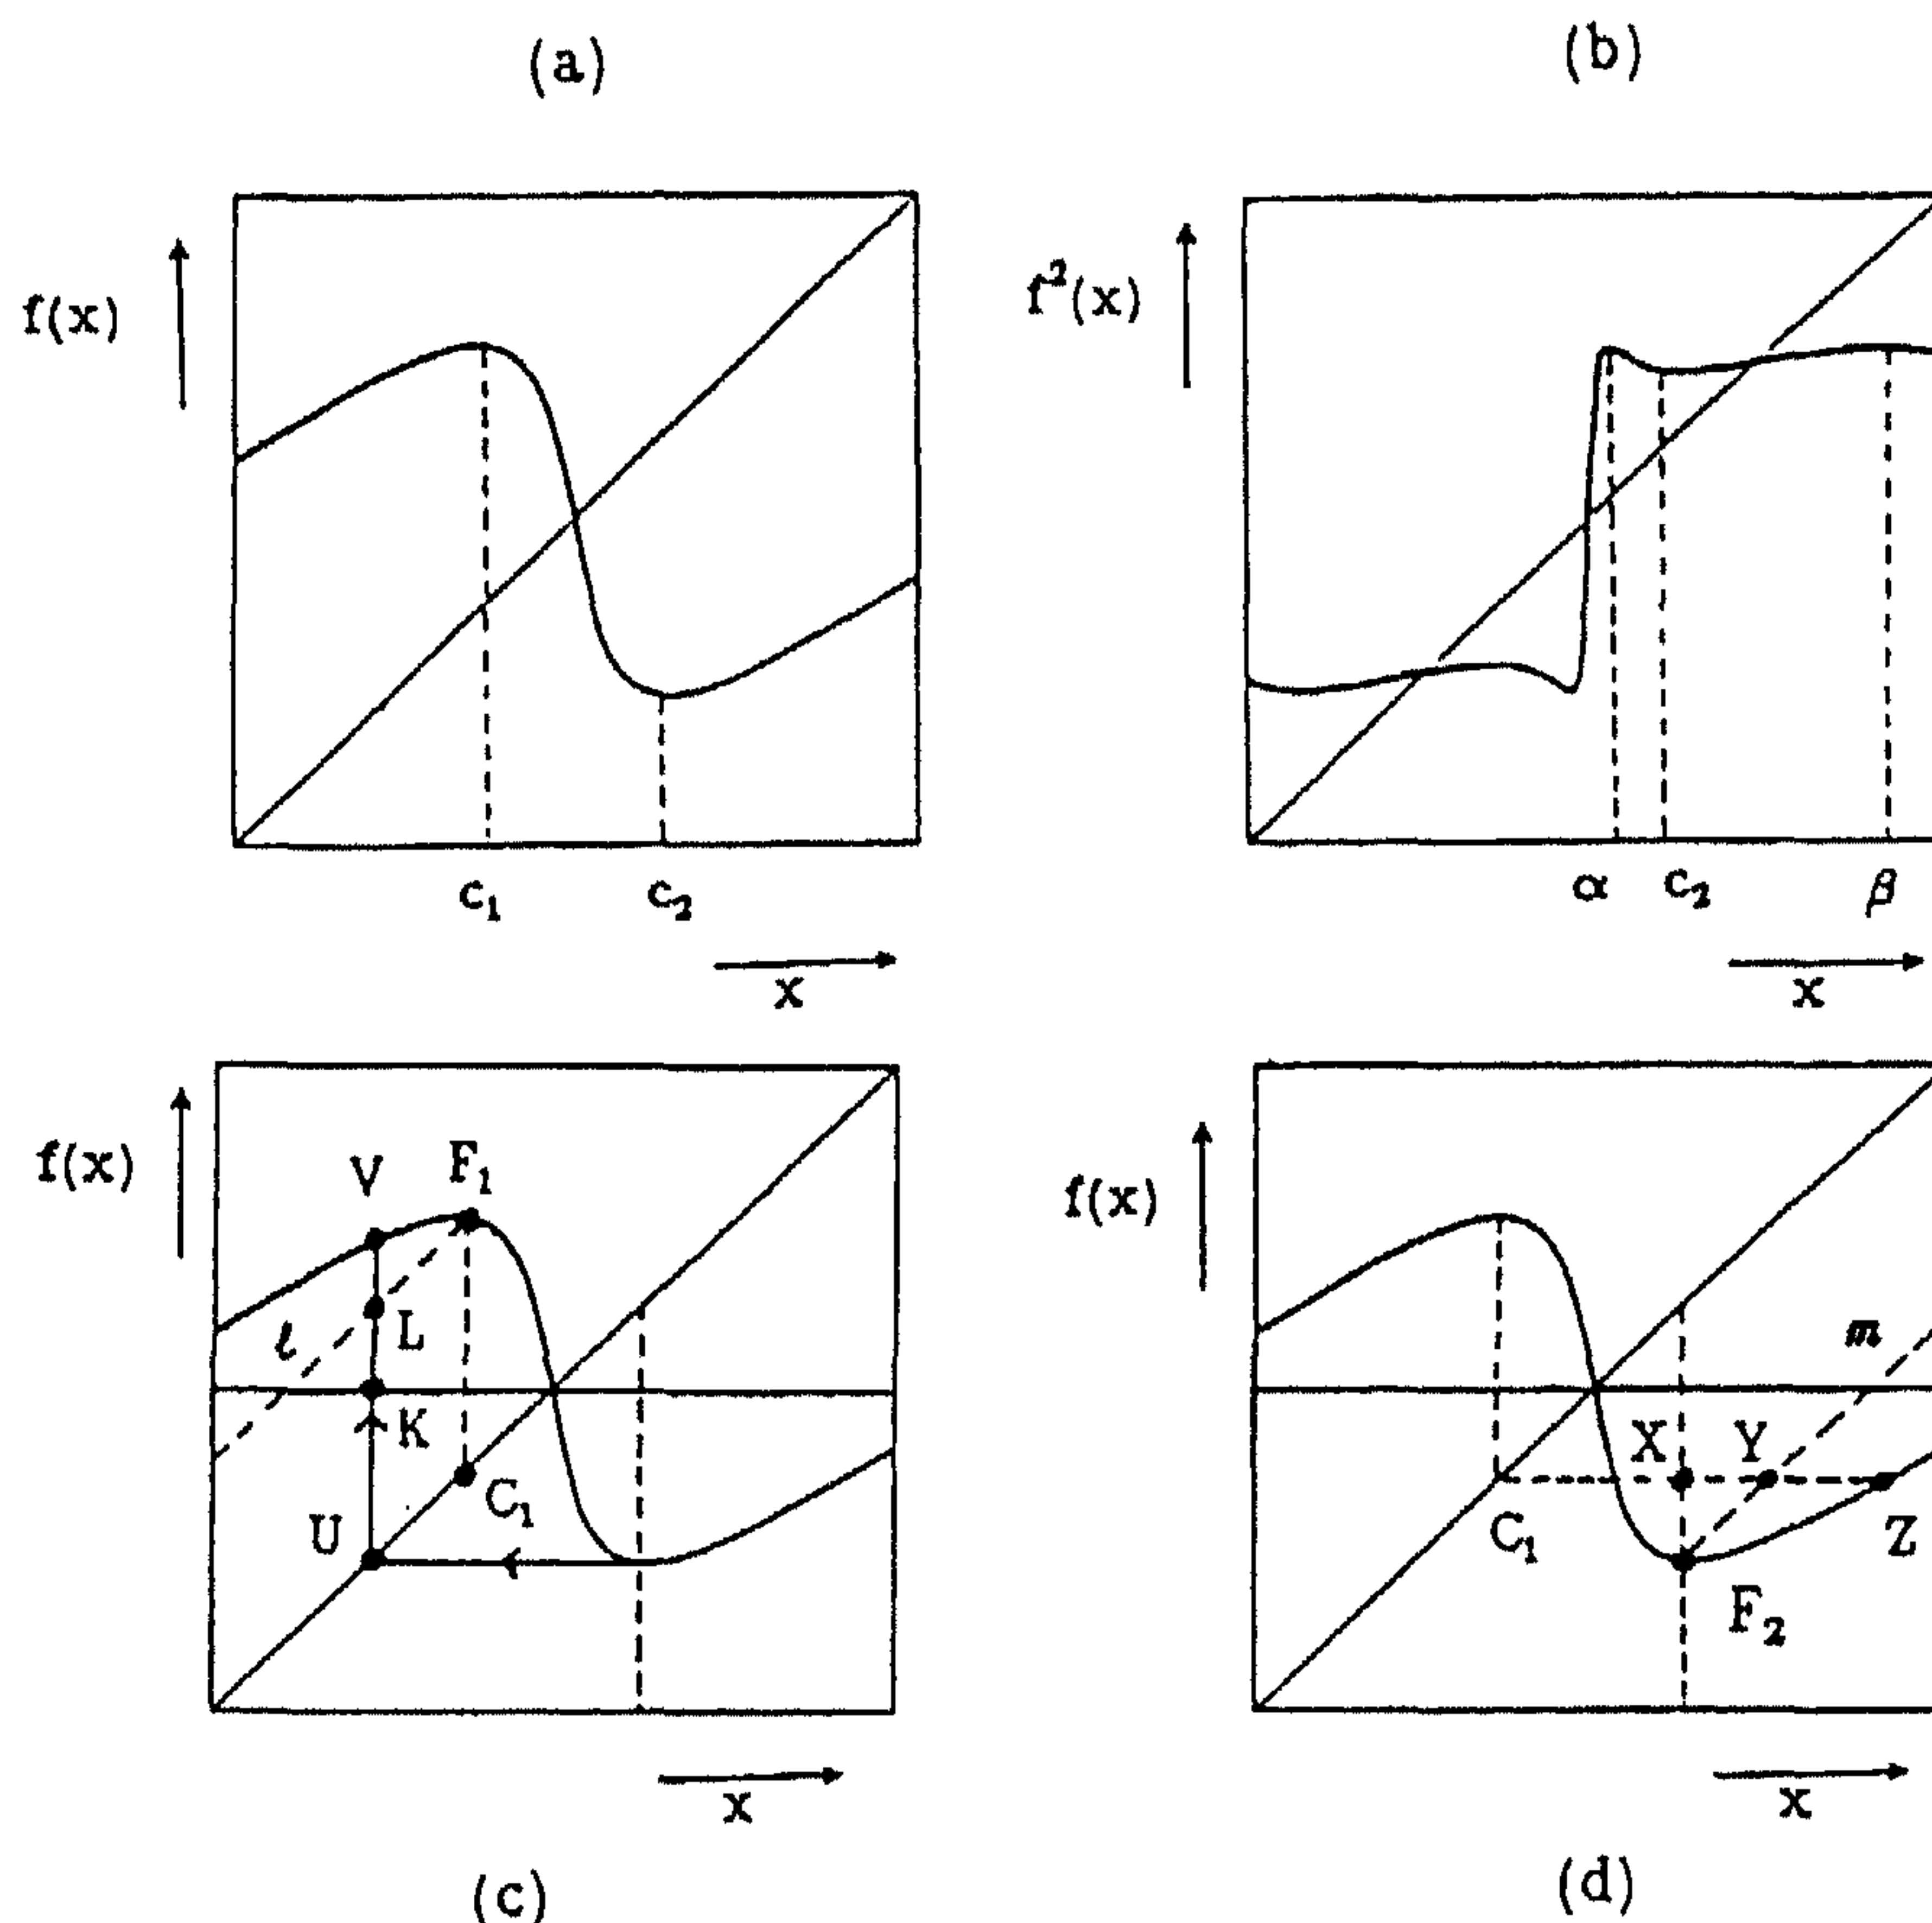 (a)
(b)
f(x)
f²(x)
c₁
c₂
x
α
c₂
β
x
f(x)
V
F₁
l
L
K
U
C₁
x
f(x)
m
X
Y
C₁
Z
F₂
x
(c)
(d)